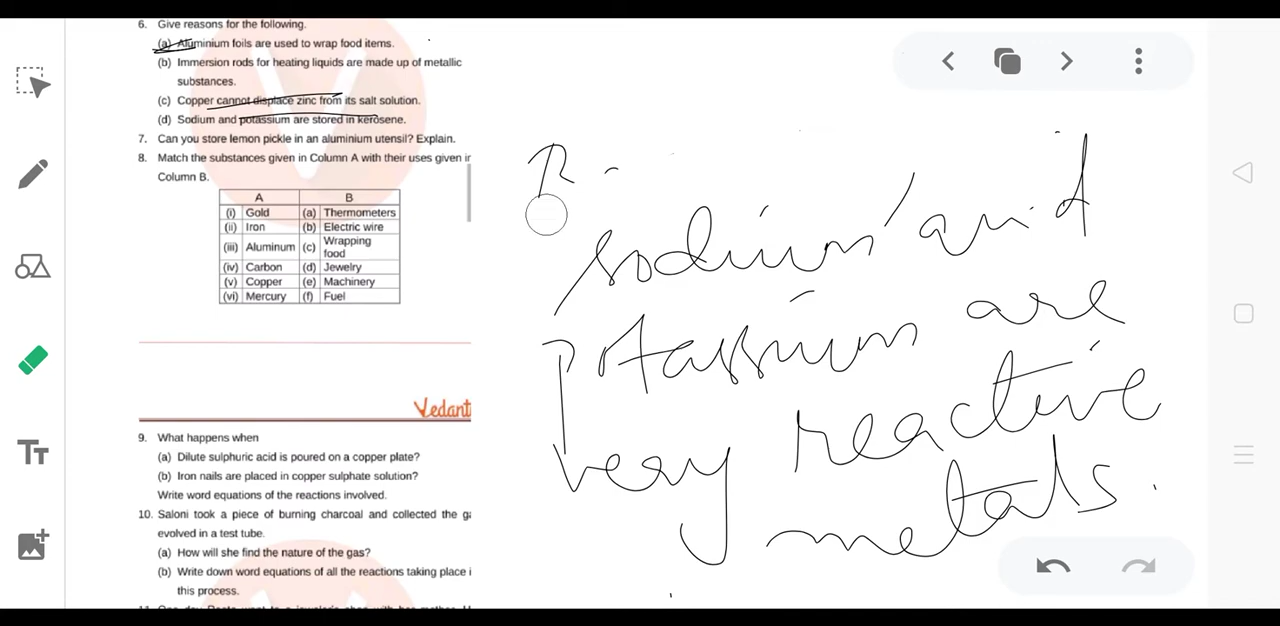 6. Give reasons for the following.
(a) Aluminium foils are used to wrap food items.
(b) Immersion rods for heating liquids are made up of metallic
substances.
(c) Copper cannot displace zinc from its salt solution.
(d) Sodium and potassium are stored in kerosene.
7. Can you store lemon pickle in an aluminium utensil? Explain.
8. Match the substances given in Column A with their uses given in
Column B.
A B
(i) Gold (a) Thermometers
(ii) Iron (b) Electric wire
(iii) Aluminum (c) Wrapping food
(iv) Carbon (d) Jewelry
(v) Copper (e) Machinery
(vi) Mercury (f) Fuel
Vedant
9. What happens when
(a) Dilute sulphuric acid is poured on a copper plate?
(b) Iron nails are placed in copper sulphate solution?
Write word equations of the reactions involved.
10. Saloni took a piece of burning charcoal and collected the ga
evolved in a test tube.
(a) How will she find the nature of the gas?
(b) Write down word equations of all the reactions taking place i
this process.
R -
sodium and
potassium are
very reactive
metals.
Tт